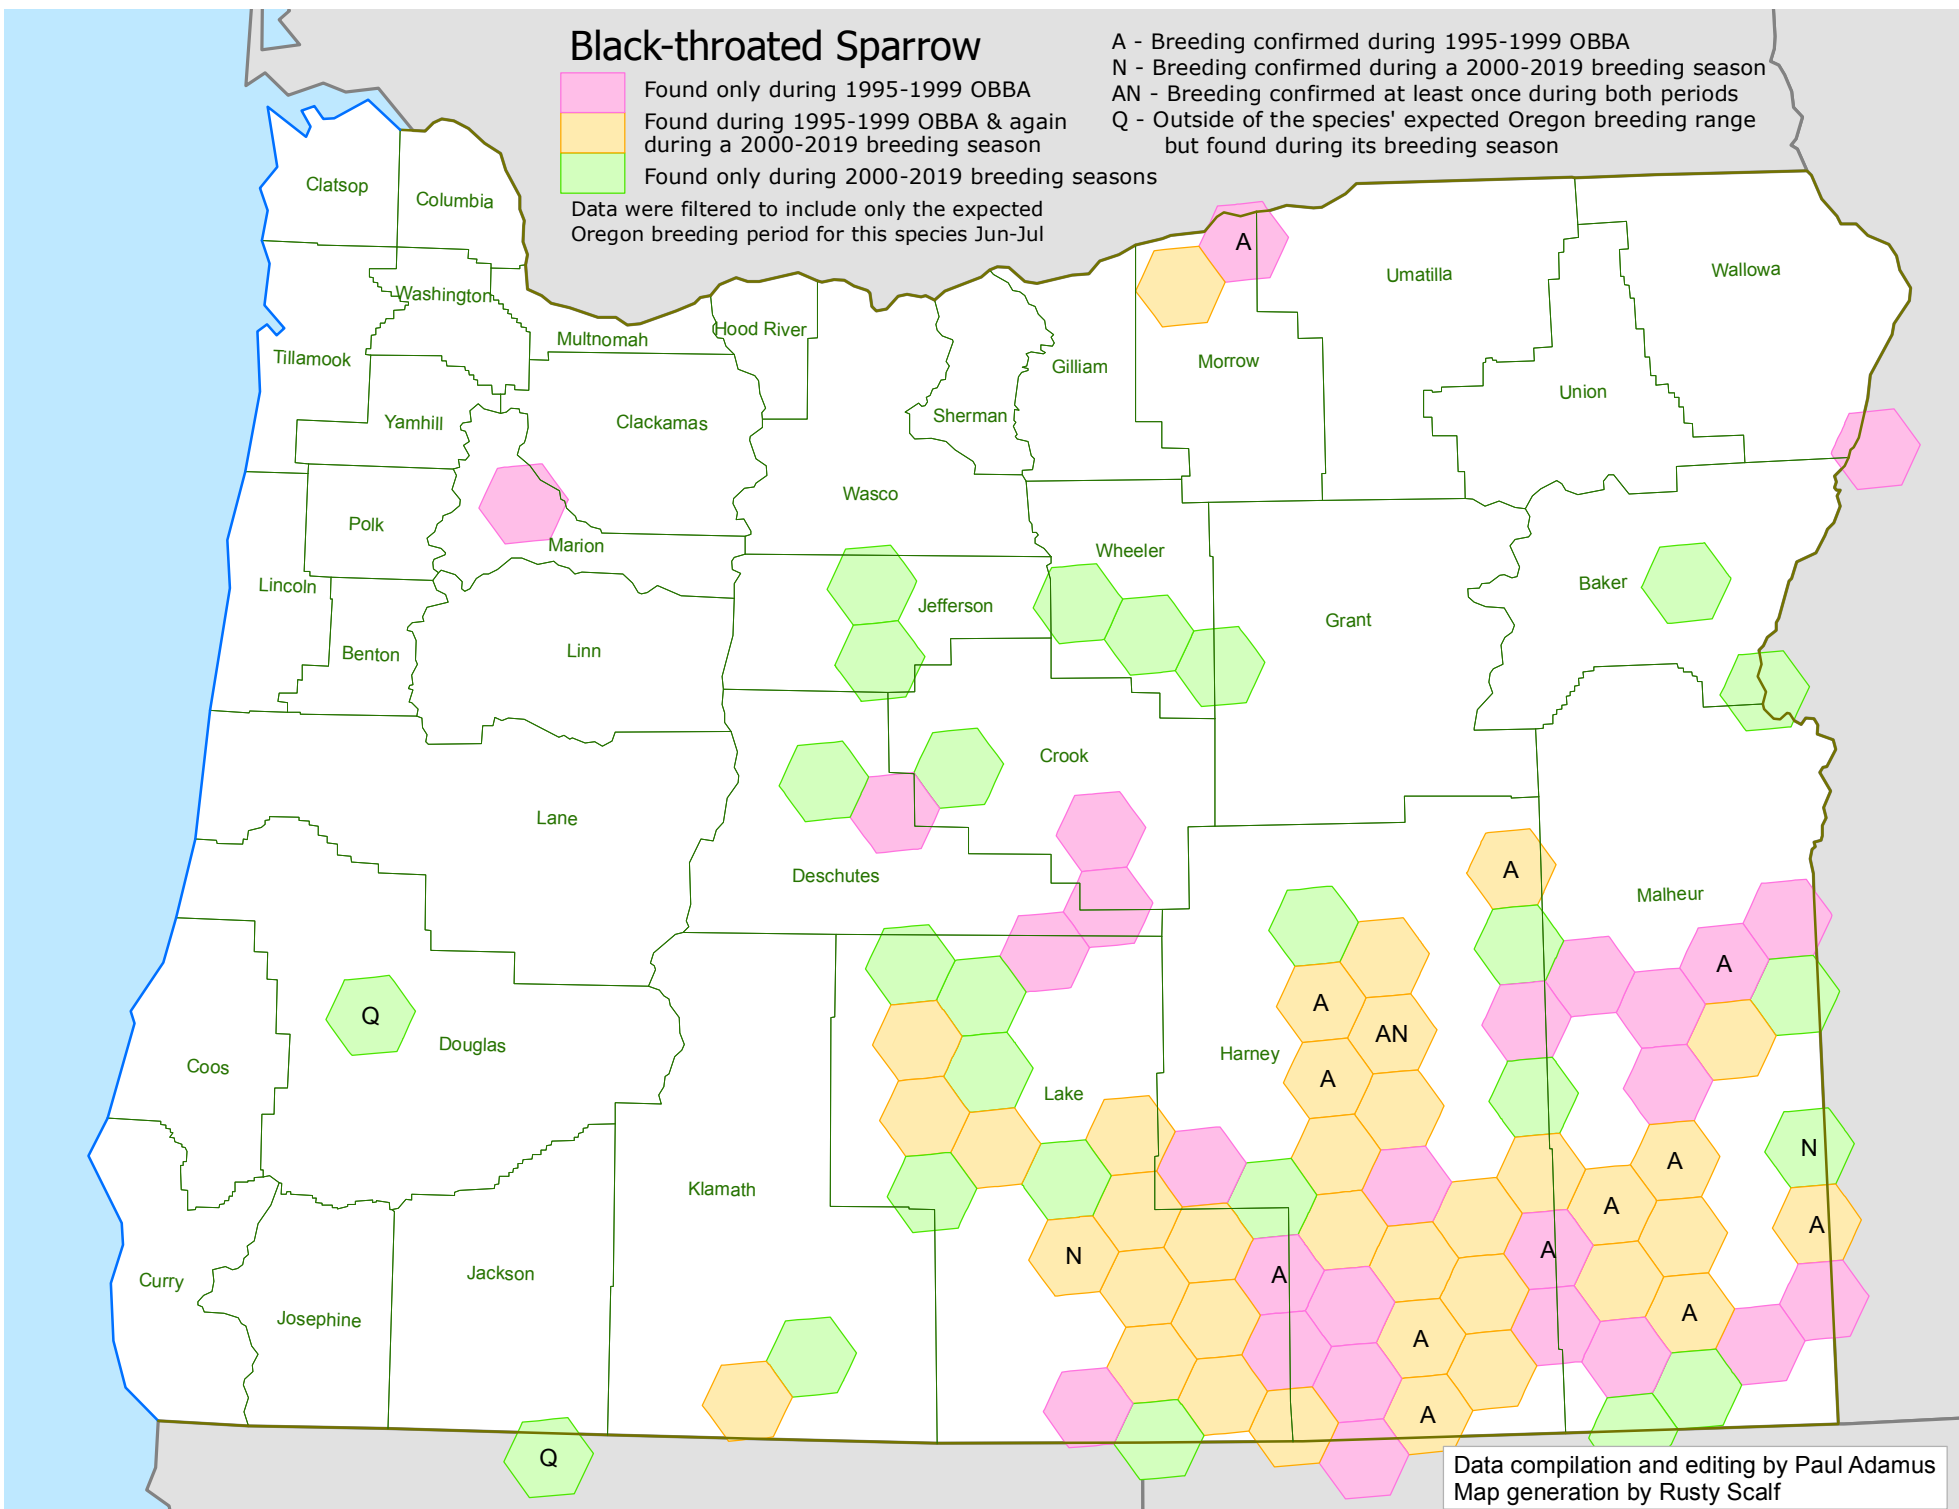 Black-throated Sparrow
Found only during 1995-1999 OBBA
Found during 1995-1999 OBBA & again
during a 2000-2019 breeding season
Found only during 2000-2019 breeding seasons
Data were filtered to include only the expected
Oregon breeding period for this species Jun-Jul
A - Breeding confirmed during 1995-1999 OBBA
N - Breeding confirmed during a 2000-2019 breeding season
AN - Breeding confirmed at least once during both periods
Q - Outside of the species' expected Oregon breeding range
but found during its breeding season
Clatsop
Columbia
A
Umatilla
Wallowa
Washington
Hood River
Multnomah
Tillamook
Gilliam
Morrow
Union
Yamhill
Clackamas
Sherman
Wasco
Polk
Marion
Wheeler
Lincoln
Jefferson
Baker
Grant
Benton
Linn
Crook
Lane
Deschutes
A
Malheur
A
A
Q
AN
Douglas
Harney
Coos
A
Lake
N
A
Klamath
A
A
A
N
Jackson
A
Curry
A
Josephine
A
A
Q
Data compilation and editing by Paul Adamus
Map generation by Rusty Scalf